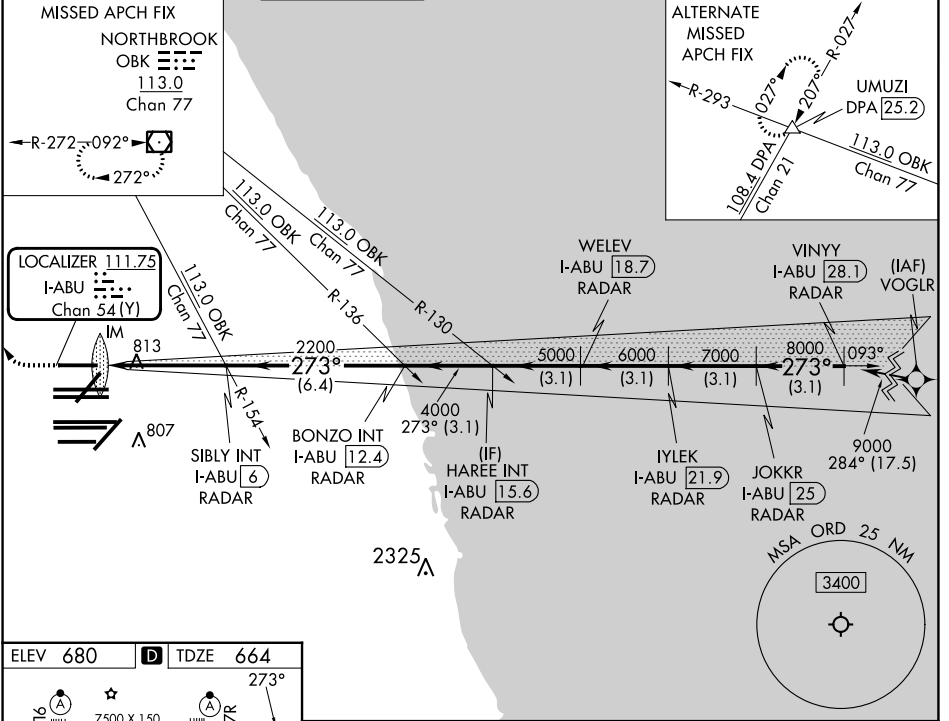 MISSED APCH FIX
NORTHBROOK
OBK
113.0
Chan 77
R-272
092°
272°
ALTERNATE
MISSED
APCH FIX
R-027
027°
207°
R-293
UMUZI
DPA 25.2
113.0 OBK
Chan 77
108.4 DPA
Chan 21
113.0 OBK
Chan 77
113.0 OBK
Chan 77
113.0 OBK
Chan 77
R-136
R-130
R-154
LOCALIZER 111.75
I-ABU
Chan 54 (Y)
IM
813
807
WELEV
I-ABU 18.7
RADAR
VINYY
I-ABU 28.1
RADAR
(IAF)
VOGLR
2200
273°
(6.4)
5000
(3.1)
6000
(3.1)
7000
(3.1)
8000
273°
(3.1)
093°
4000
273° (3.1)
9000
284° (17.5)
SIBLY INT
I-ABU 6
RADAR
BONZO INT
I-ABU 12.4
RADAR
(IF)
HAREE INT
I-ABU 15.6
RADAR
IYLEK
I-ABU 21.9
RADAR
JOKKR
I-ABU 25
RADAR
2325
MSA ORD 25 NM
3400
ELEV 680 D TDZE 664
273°
A
A
7500 X 150